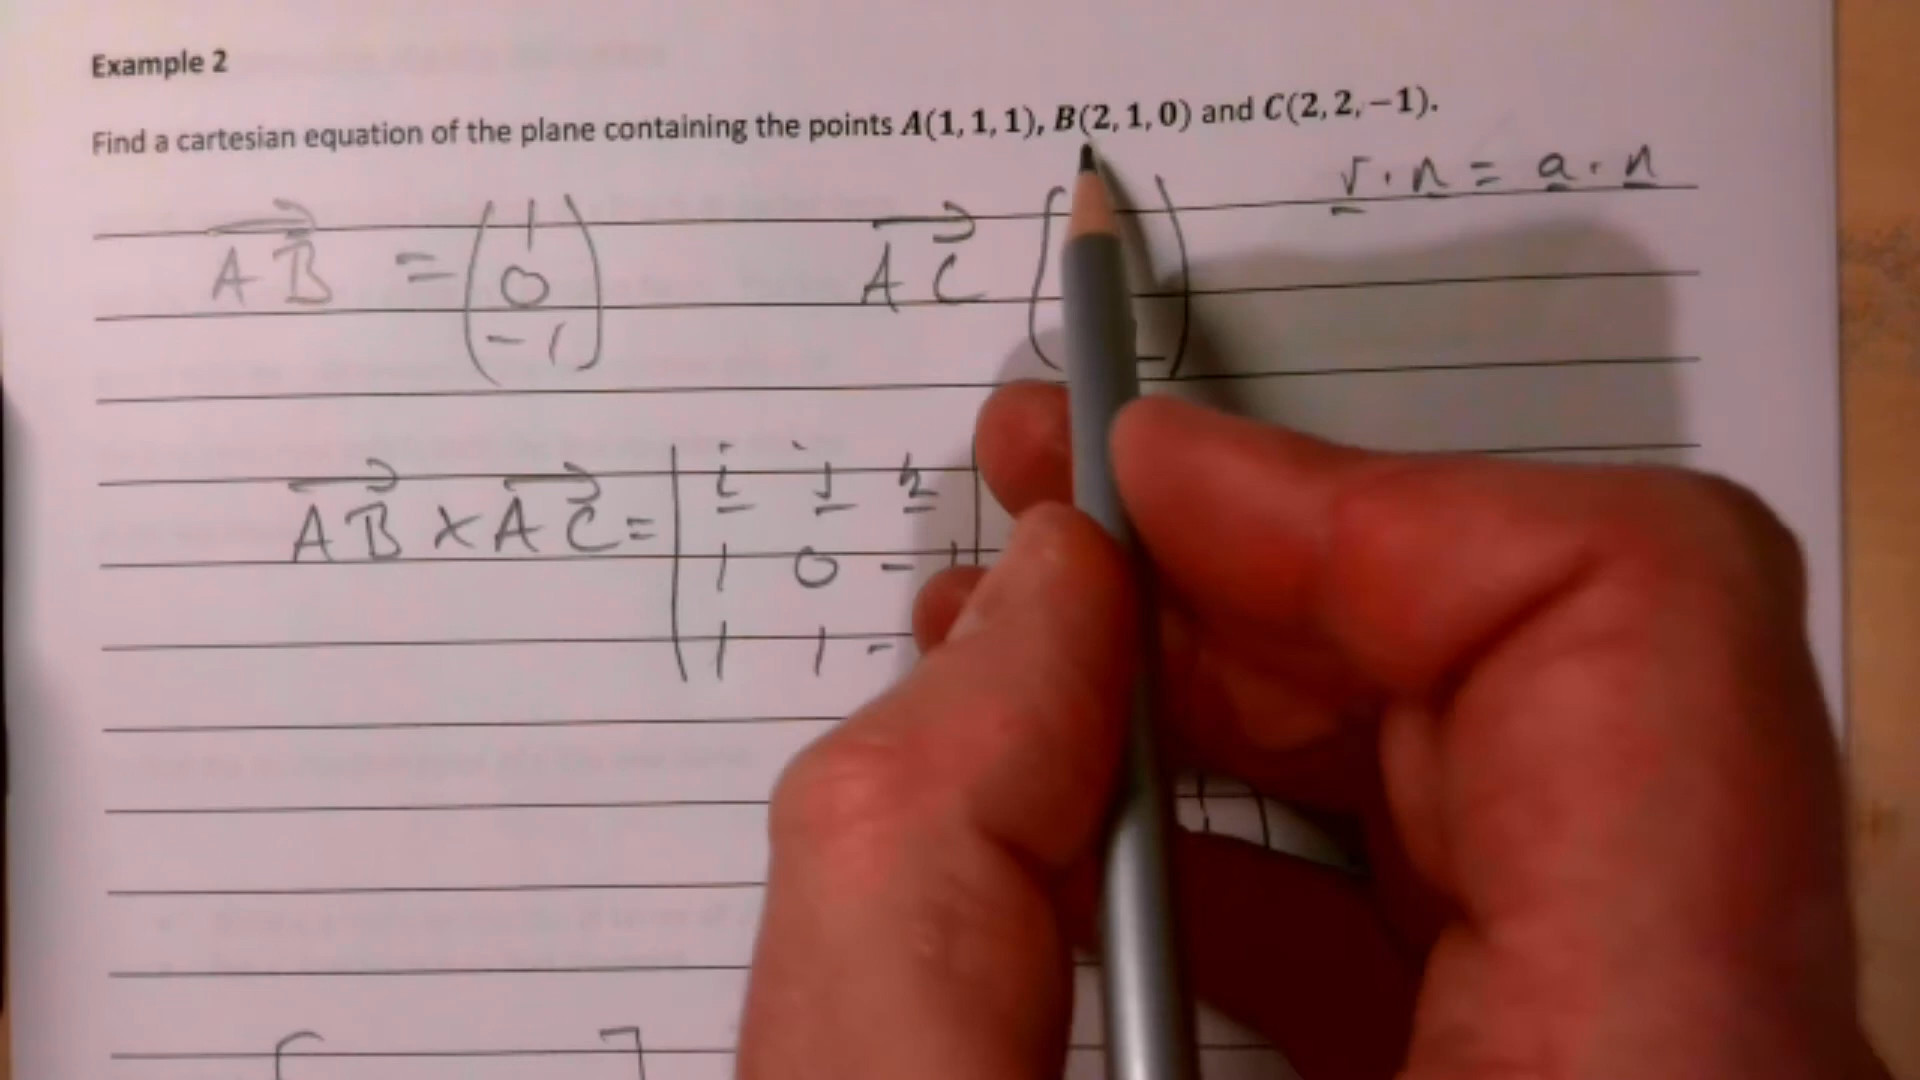 Example 2
Find a cartesian equation of the plane containing the points A(1, 1, 1), B(2, 1, 0) and C(2, 2, −1).
r · n = a · n
AB = ( 1 0 -1 ) AC
AB × AC = | i j k |
1 0 - 1
1 1 -